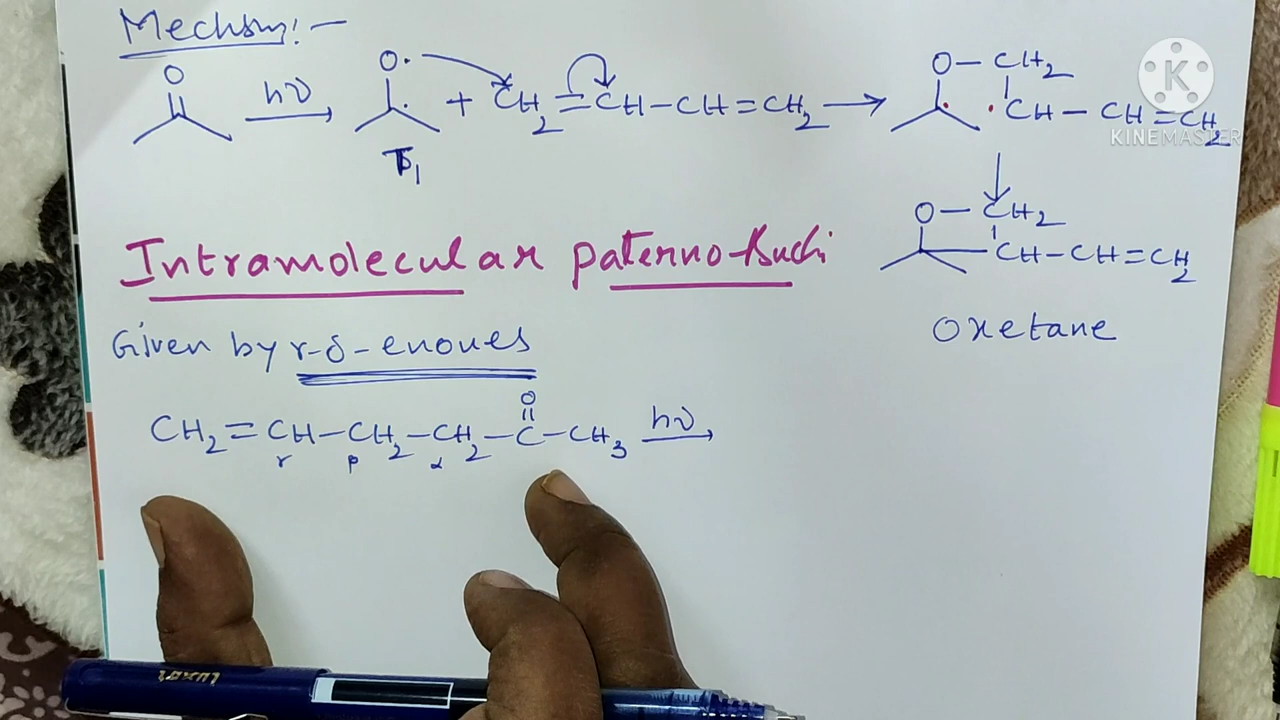 Mechsm:-
O hν O· + CH2=CH-CH=CH2 → O-CH2
·CH-CH=CH2
T1
O-CH2
CH-CH=CH2
Oxetane
Intramolecular paterno-Buchi
Given by r-δ-enones
O
CH2=CH-CH2-CH2-C-CH3 hν
r β α
K
KINEMASTER
LUXOR